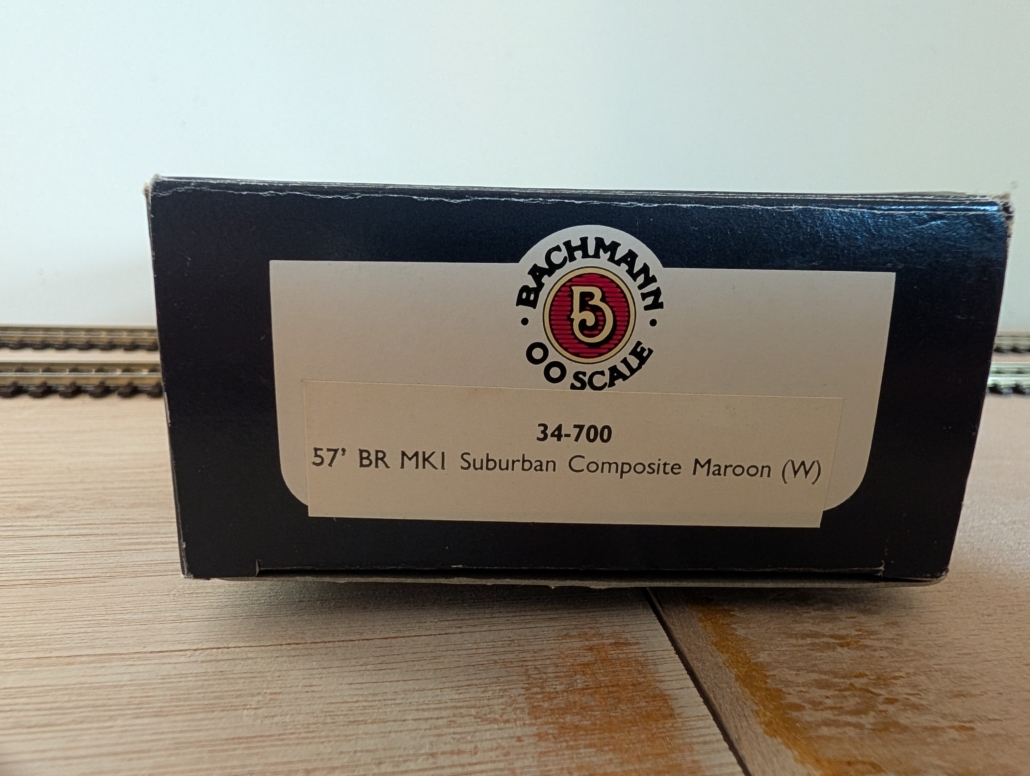 BACHMANN
B
OO SCALE
34-700
57' BR MK1 Suburban Composite Maroon (W)